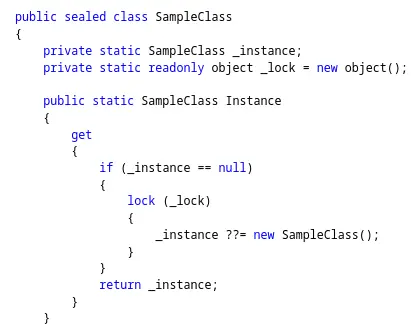 public sealed class SampleClass
{
    private static SampleClass _instance;
    private static readonly object _lock = new object();

    public static SampleClass Instance
    {
        get
        {
            if (_instance == null)
            {
                lock (_lock)
                {
                    _instance ??= new SampleClass();
                }
            }
            return _instance;
        }
    }